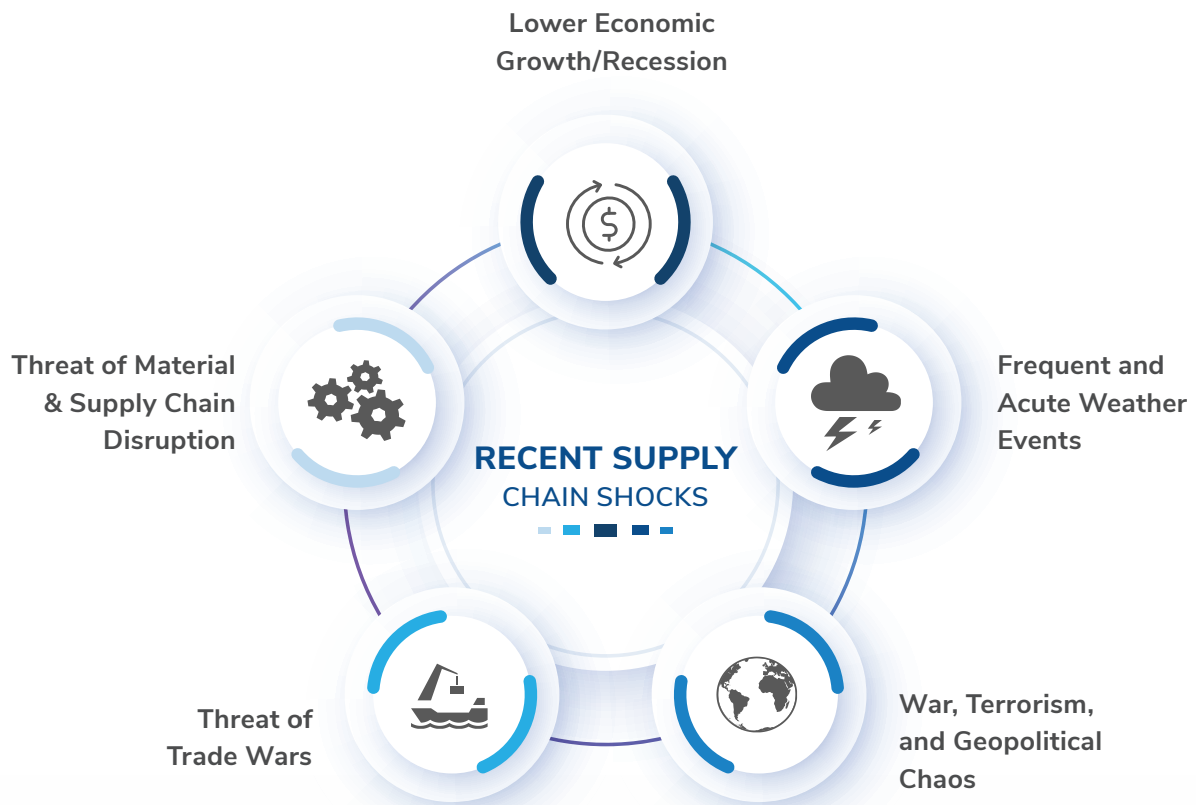 Lower Economic
Growth/Recession
Threat of Material
& Supply Chain
Disruption
Frequent and
Acute Weather
Events
RECENT SUPPLY
CHAIN SHOCKS
$
Threat of
Trade Wars
War, Terrorism,
and Geopolitical
Chaos